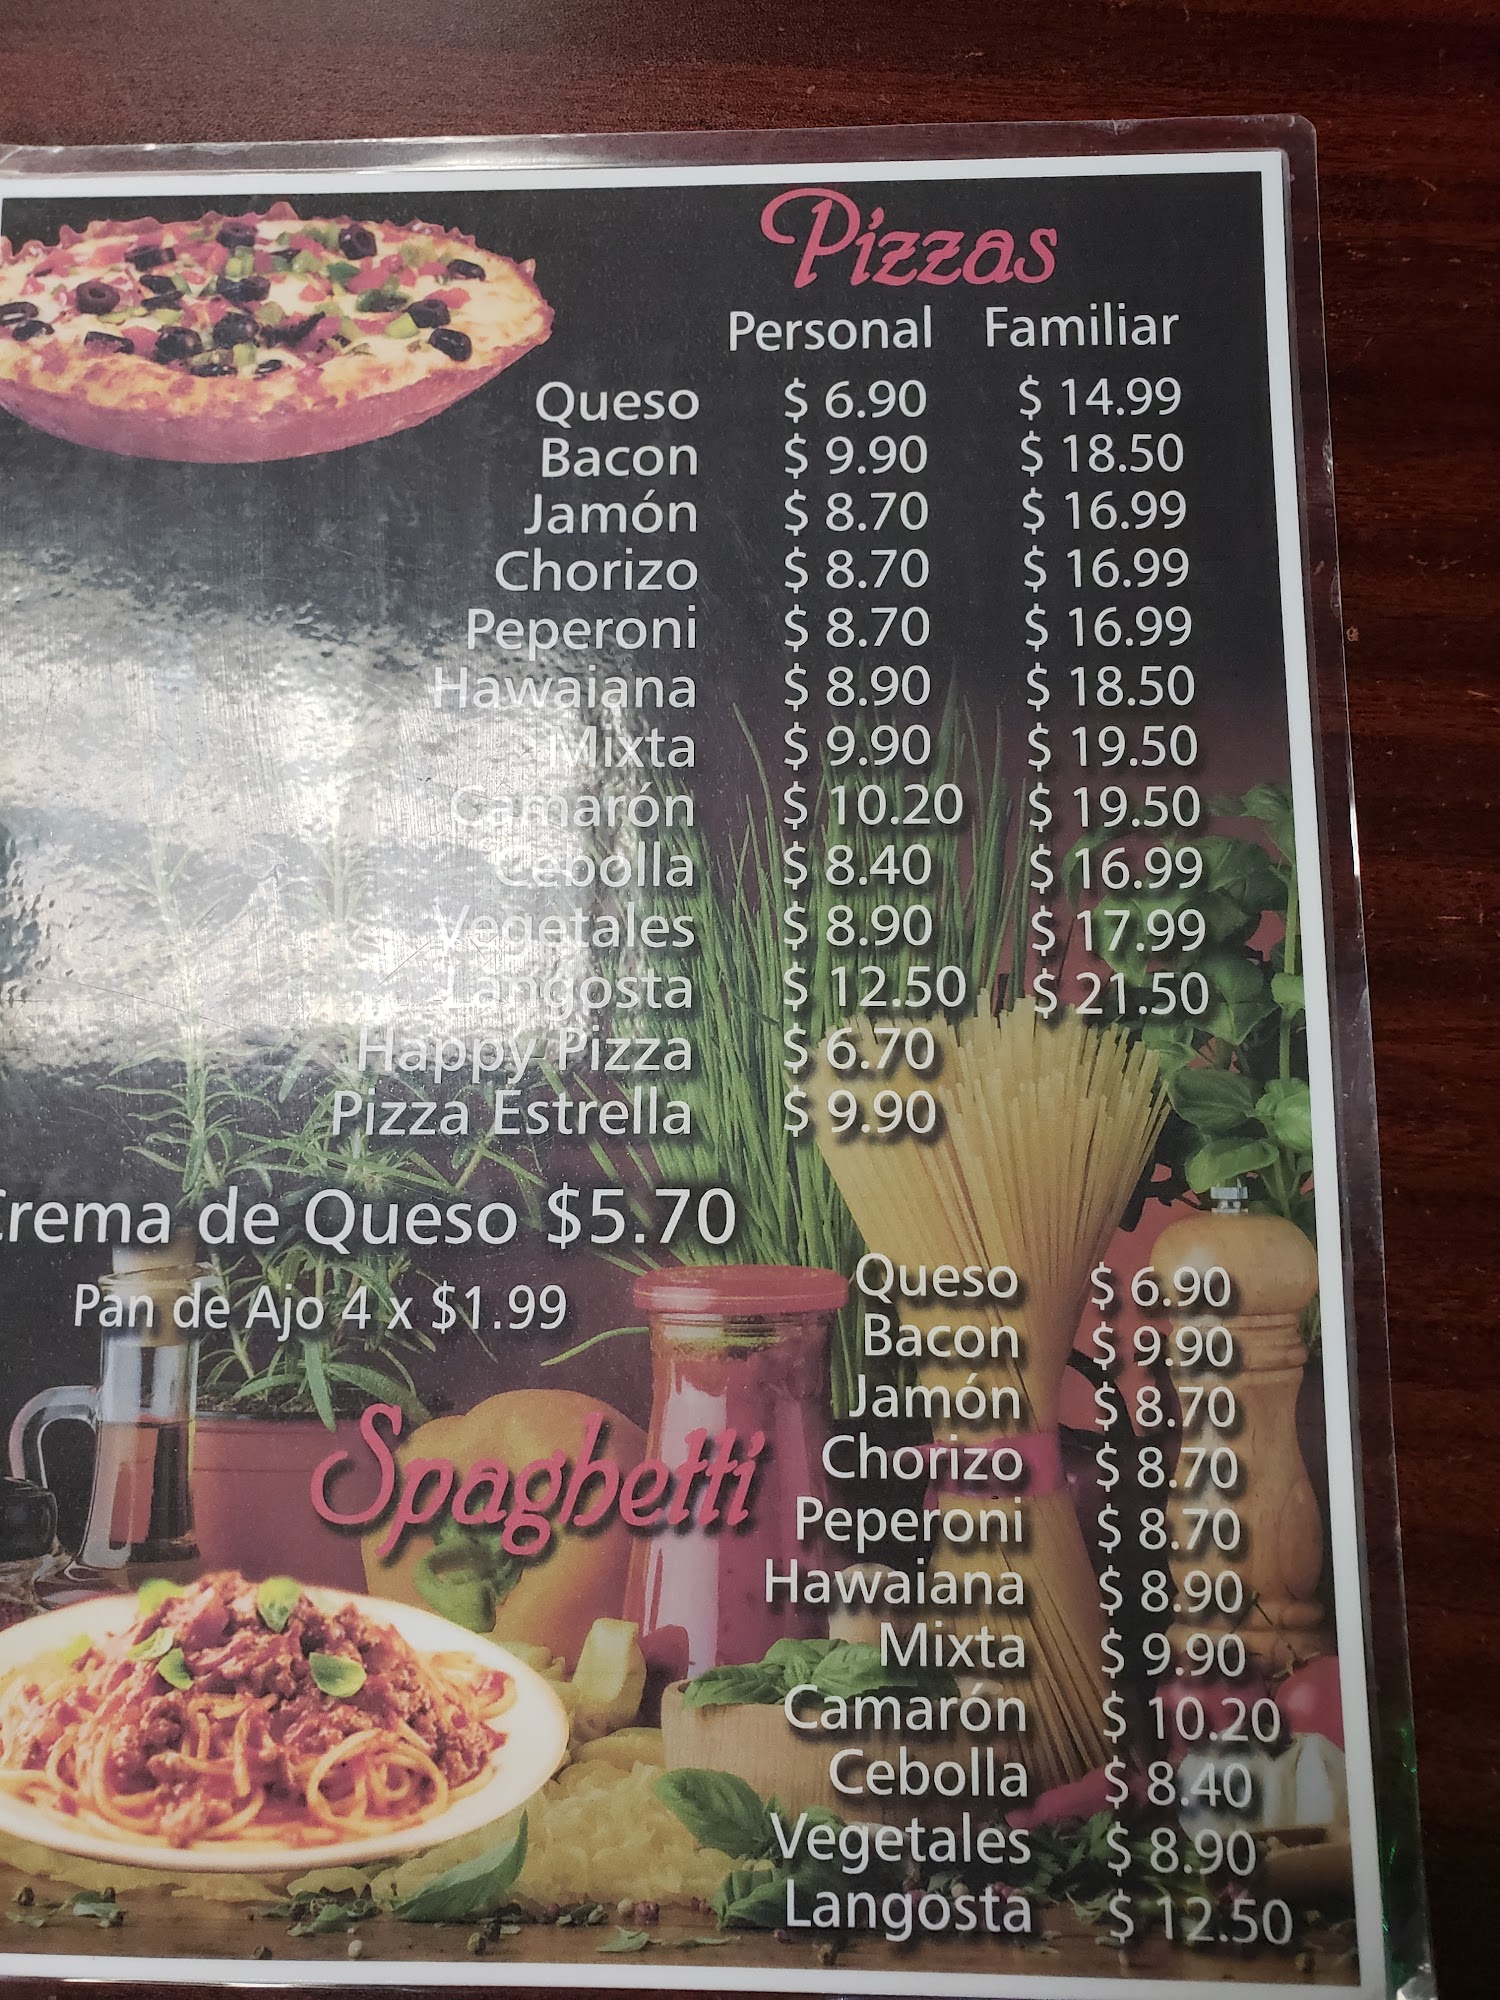 Pizzas
Personal Familiar
Queso $ 6.90 $ 14.99
Bacon $ 9.90 $ 18.50
Jamón $ 8.70 $ 16.99
Chorizo $ 8.70 $ 16.99
Peperoni $ 8.70 $ 16.99
Hawaiana $ 8.90 $ 18.50
Mixta $ 9.90 $ 19.50
Camarón $ 10.20 $ 19.50
Cebolla $ 8.40 $ 16.99
Vegetales $ 8.90 $ 17.99
Langosta $ 12.50 $ 21.50
Happy Pizza $ 6.70
Pizza Estrella $ 9.90
Crema de Queso $5.70
Pan de Ajo 4 x $1.99
Spaghetti
Queso $ 6.90
Bacon $ 9.90
Jamón $ 8.70
Chorizo $ 8.70
Peperoni $ 8.70
Hawaiana $ 8.90
Mixta $ 9.90
Camarón $ 10.20
Cebolla $ 8.40
Vegetales $ 8.90
Langosta $ 12.50